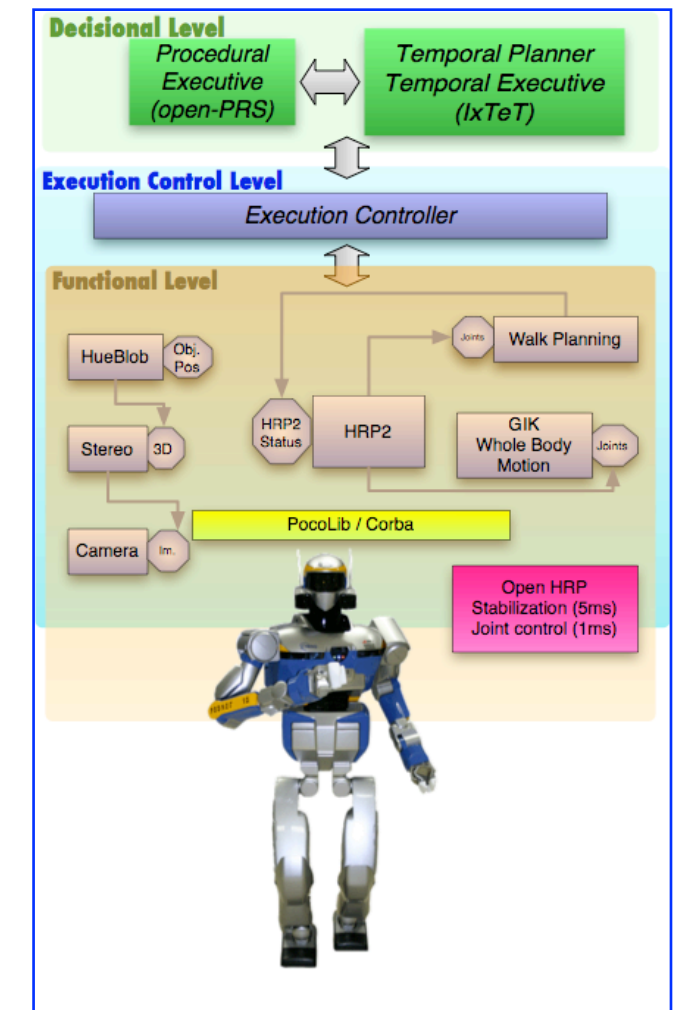 Decisional Level
Procedural
Executive
(open-PRS)
Temporal Planner
Temporal Executive
(IxTeT)
Execution Control Level
Execution Controller
Functional Level
HueBlob
Obj.
Pos
Joints
Walk Planning
Stereo
3D
HRP2
Status
HRP2
GIK
Whole Body
Motion
Joints
Camera
Im.
PocoLib / Corba
Open HRP
Stabilization (5ms)
Joint control (1ms)